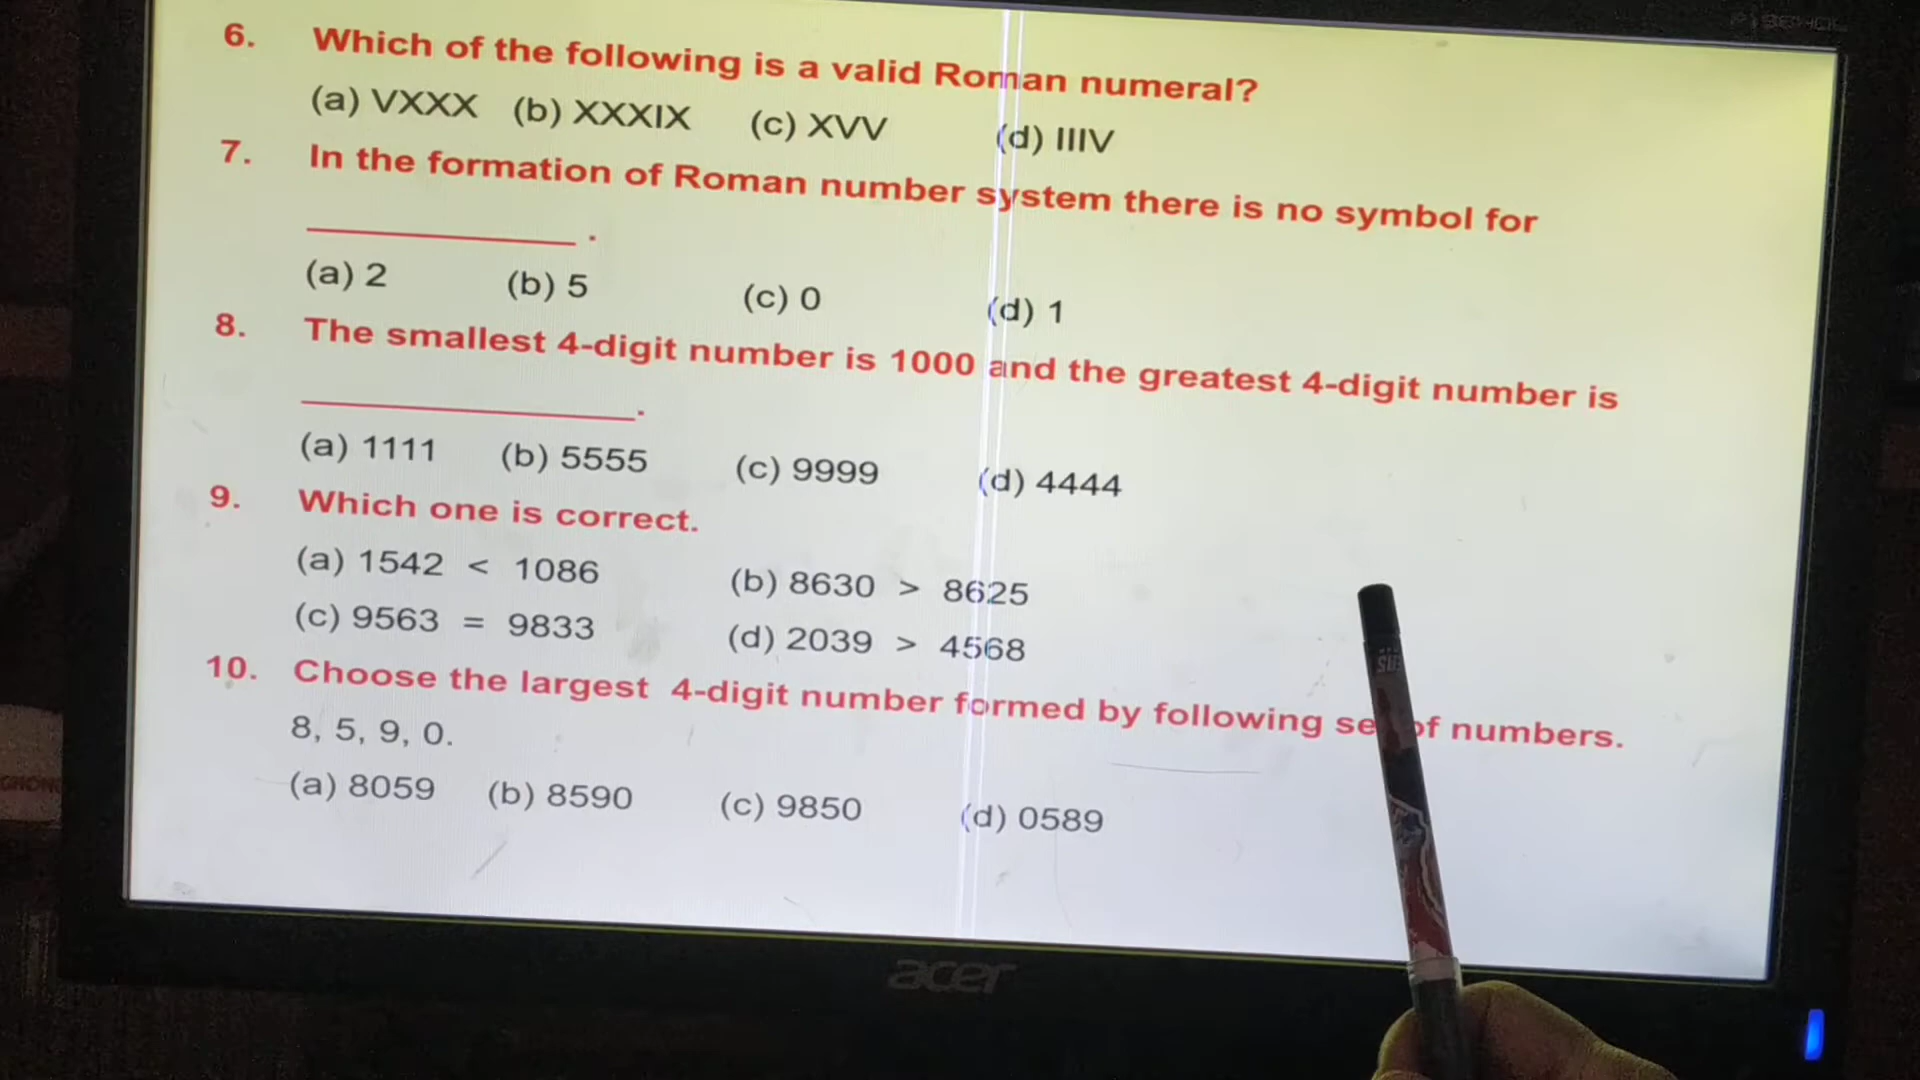 6. Which of the following is a valid Roman numeral?
(a) VXXX (b) XXXIX (c) XVV (d) IIIV
7. In the formation of Roman number system there is no symbol for
____________ .
(a) 2 (b) 5 (c) 0 (d) 1
8. The smallest 4-digit number is 1000 and the greatest 4-digit number is
_______________.
(a) 1111 (b) 5555 (c) 9999 (d) 4444
9. Which one is correct.
(a) 1542 < 1086 (b) 8630 > 8625
(c) 9563 = 9833 (d) 2039 > 4568
10. Choose the largest 4-digit number formed by following of numbers.
8, 5, 9, 0.
(a) 8059 (b) 8590 (c) 9850 (d) 0589
acer